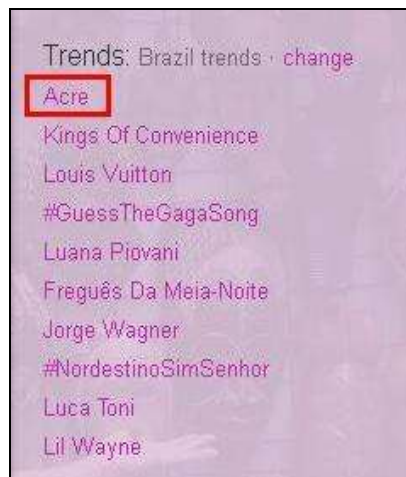 Trends: Brazil trends · change
Acre
Kings Of Convenience
Louis Vuitton
#GuessTheGagaSong
Luana Piovani
Freguês Da Meia-Noite
Jorge Wagner
#NordestinoSimSenhor
Luca Toni
Lil Wayne